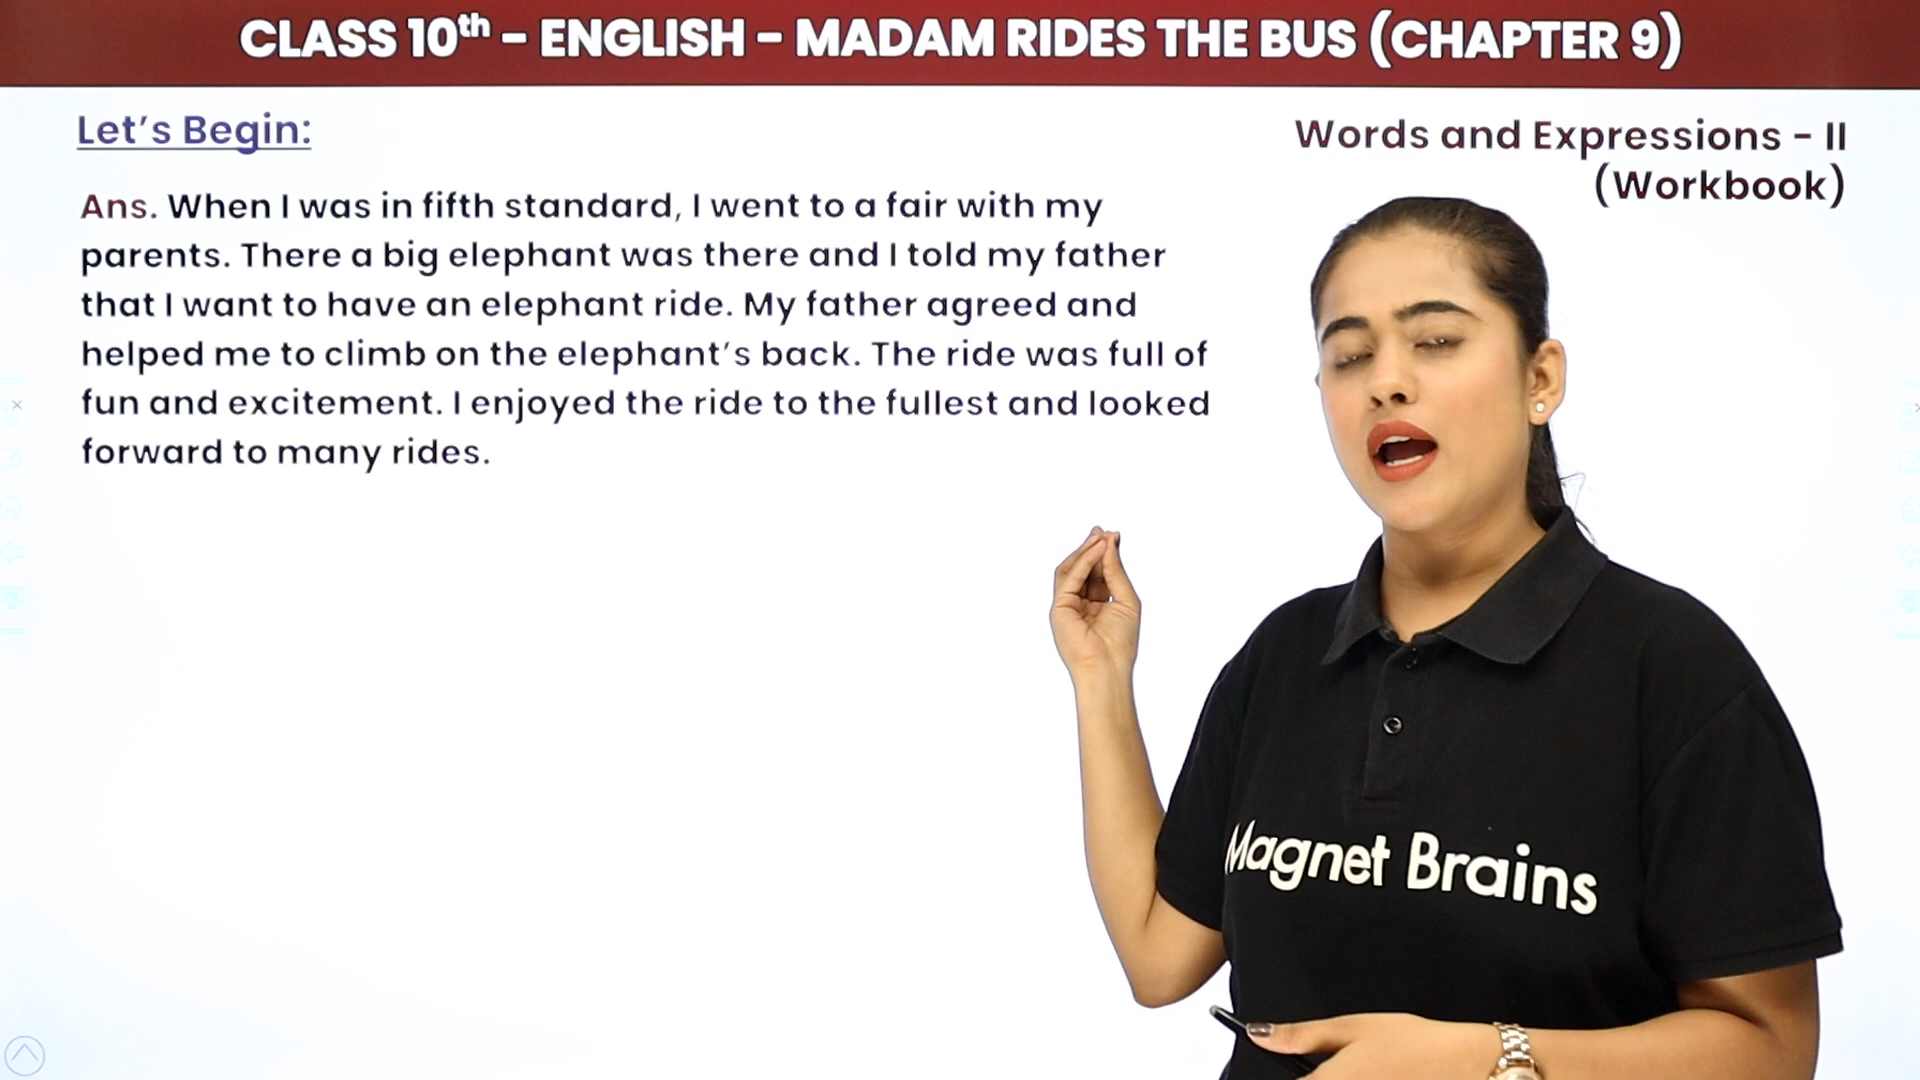 CLASS 10th - ENGLISH - MADAM RIDES THE BUS (CHAPTER 9)
Let's Begin:
Words and Expressions - II
(Workbook)
Ans. When I was in fifth standard, I went to a fair with my
parents. There a big elephant was there and I told my father
that I want to have an elephant ride. My father agreed and
helped me to climb on the elephant's back. The ride was full of
fun and excitement. I enjoyed the ride to the fullest and looked
forward to many rides.
Magnet Brains